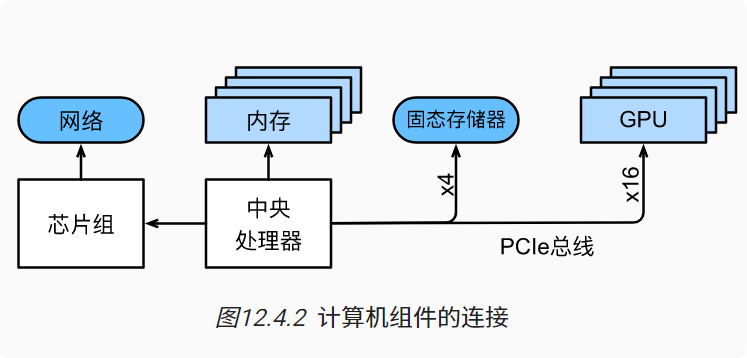 网络
内存
固态存储器
GPU
芯片组
中央
处理器
x4
x16
PCIe总线
图12.4.2 计算机组件的连接